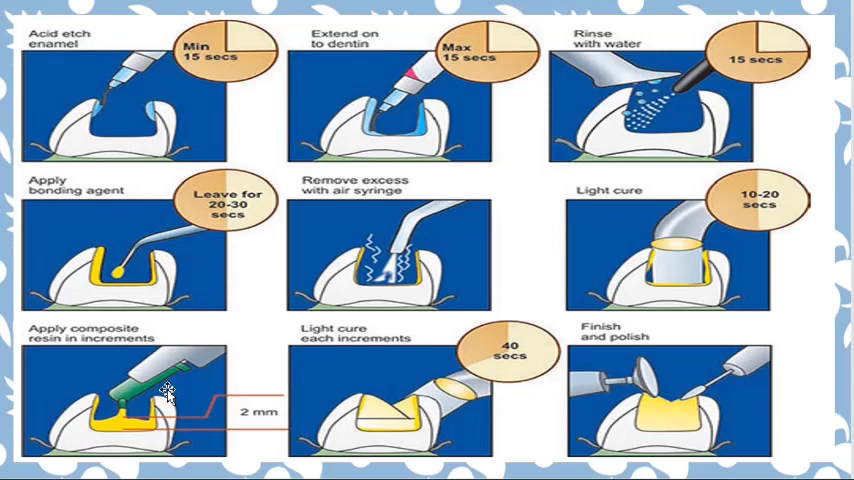 Acid etch
enamel
Min
15 secs
Extend on
to dentin
Max
15 secs
Rinse
with water
15 secs
Apply
bonding agent
Leave for
20-30
secs
Remove excess
with air syringe
Light cure
10-20
secs
Apply composite
resin in increments
2 mm
Light cure
each increments
40
secs
Finish
and polish